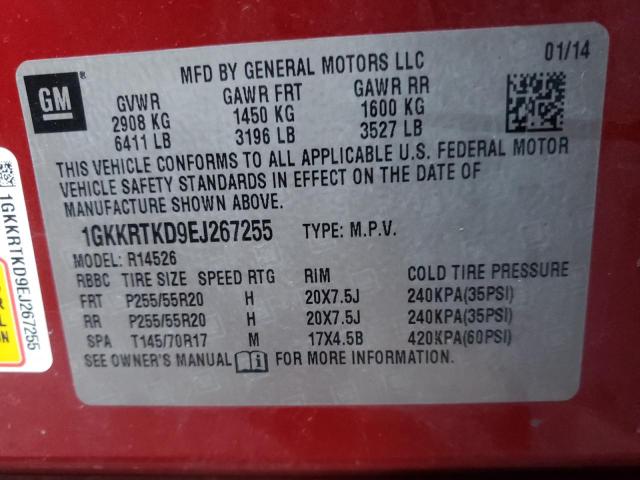 GM
MFD BY GENERAL MOTORS LLC
01/14
GVWR GAWR FRT GAWR RR
2908 KG 1450 KG 1600 KG
6411 LB 3196 LB 3527 LB
THIS VEHICLE CONFORMS TO ALL APPLICABLE U.S. FEDERAL MOTOR
VEHICLE SAFETY STANDARDS IN EFFECT ON THE DATE OF
MANUFACTURE SHOWN ABOVE.
1GKKRTKD9EJ267255 TYPE: M.P.V.
MODEL: R14526
RBBC TIRE SIZE SPEED RTG RIM COLD TIRE PRESSURE
FRT P255/55R20 H 20X7.5J 240KPA(35PSI)
RR P255/55R20 H 20X7.5J 240KPA(35PSI)
SPA T145/70R17 M 17X4.5B 420KPA(60PSI)
SEE OWNER'S MANUAL FOR MORE INFORMATION.
1GKKRTKD9EJ267255